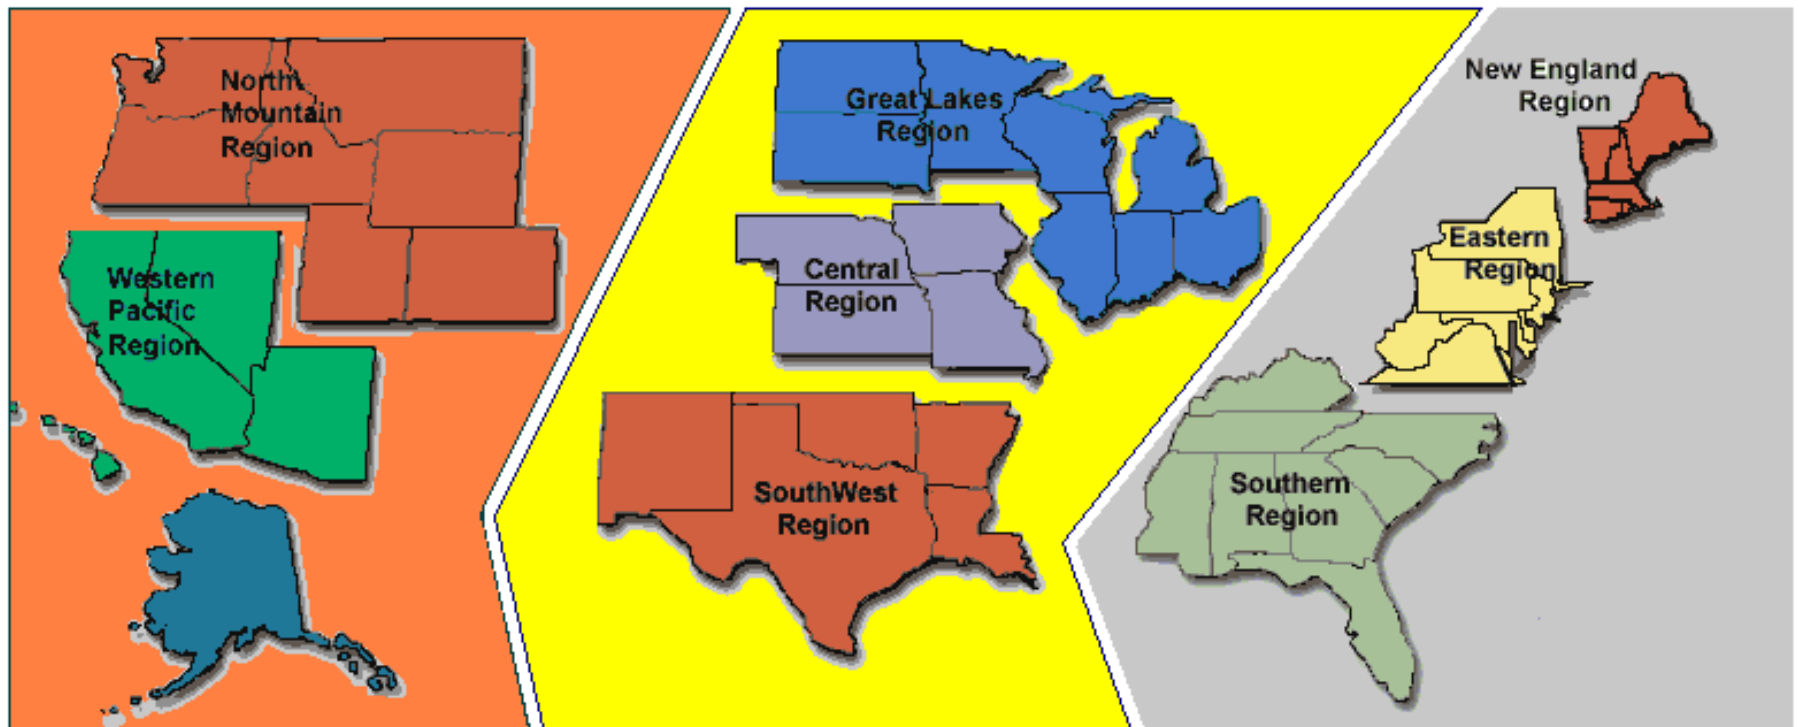 North
Mountain
Region
Western
Pacific
Region
Great Lakes
Region
Central
Region
SouthWest
Region
New England
Region
Eastern
Region
Southern
Region